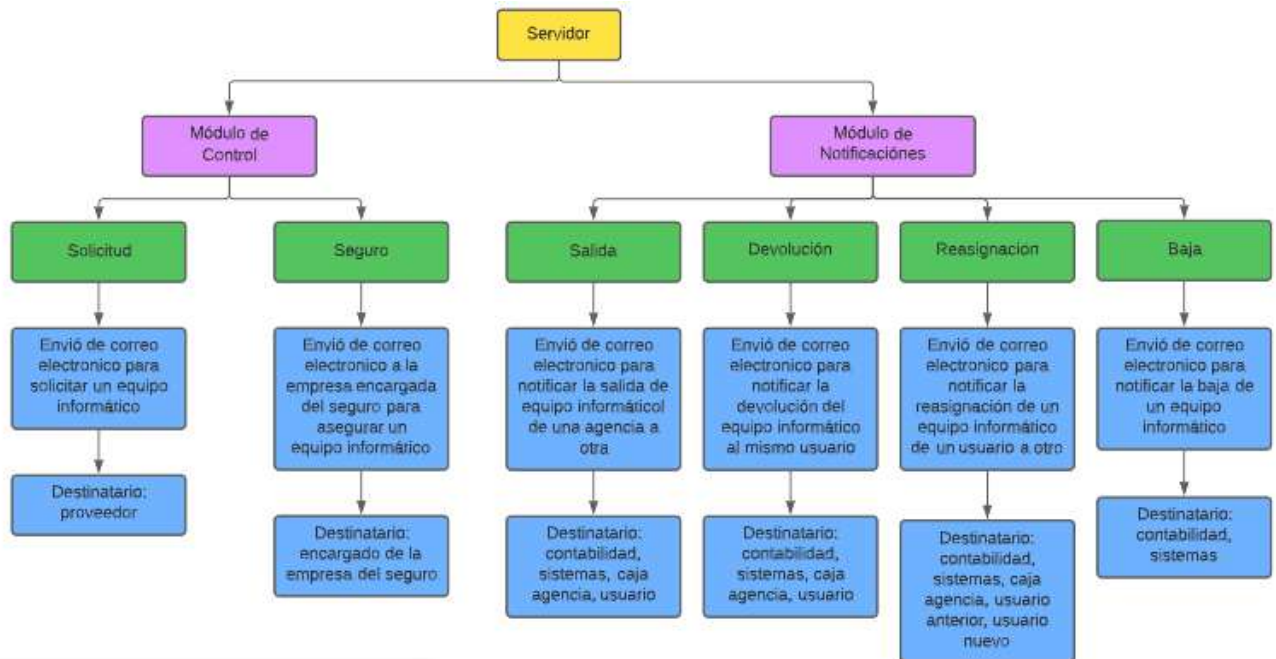 Servidor
Módulo de
Control
Módulo de
Notificaciónes
Solicitud
Seguro
Salida
Devolución
Reasignación
Baja
Envió de correo
electronico para
solicitar un equipo
informático
Envió de correo
electronico a la
empresa encargada
del seguro para
asegurar un
equipo informático
Envió de correo
electronico para
notificar la salida de
equipo informáticol
de una agencia a
otra
Envió de correo
electronico para
notificar la
devolución del
equipo informático
al mismo usuario
Envió de correo
electronico para
notificar la
reasignación de un
equipo informático
de un usuario a otro
Envió de correo
electronico para
notificar la baja de
un equipo
informático
Destinatario:
proveedor
Destinatario:
encargado de la
empresa del seguro
Destinatario:
contabilidad,
sistemas, caja
agencia, usuario
Destinatario:
contabilidad,
sistemas, caja
agencia, usuario
Destinatario:
contabilidad,
sistemas, caja
agencia, usuario
anterior, usuario
nuevo
Destinatario:
contabilidad,
sistemas